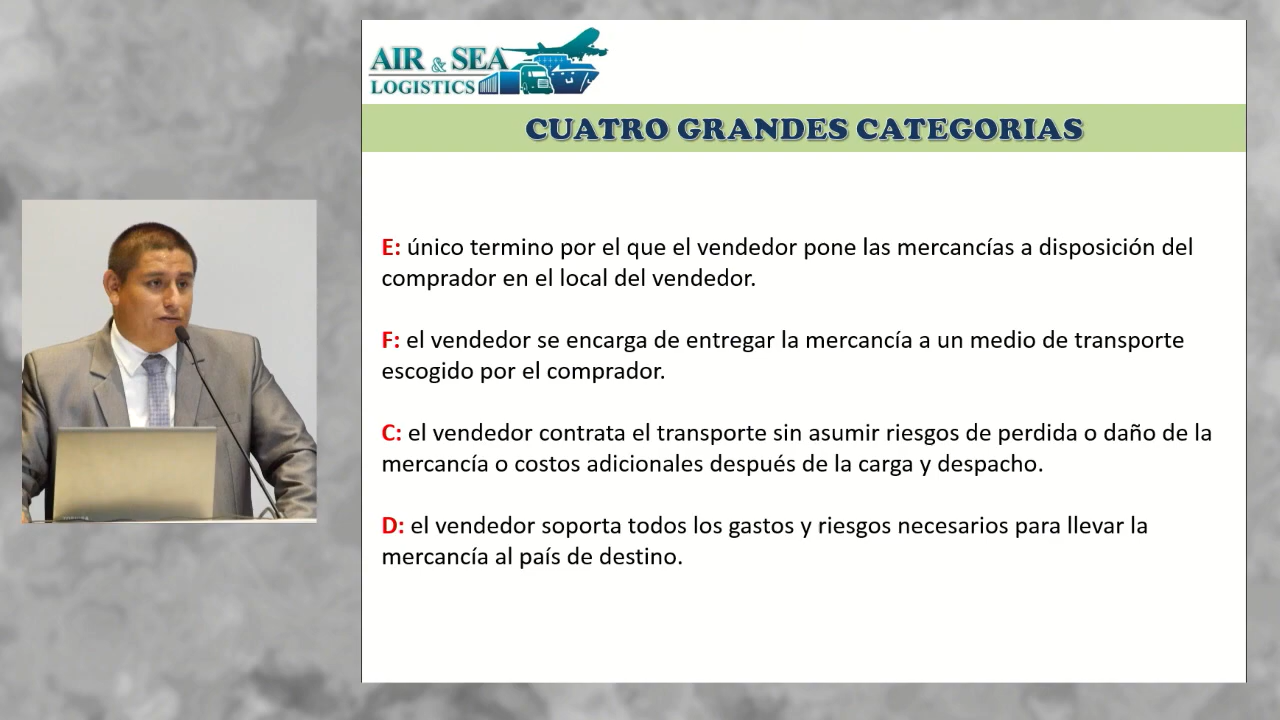 AIR & SEA
LOGISTICS
CUATRO GRANDES CATEGORIAS
E: único termino por el que el vendedor pone las mercancías a disposición del
comprador en el local del vendedor.
F: el vendedor se encarga de entregar la mercancía a un medio de transporte
escogido por el comprador.
C: el vendedor contrata el transporte sin asumir riesgos de perdida o daño de la
mercancía o costos adicionales después de la carga y despacho.
D: el vendedor soporta todos los gastos y riesgos necesarios para llevar la
mercancía al país de destino.